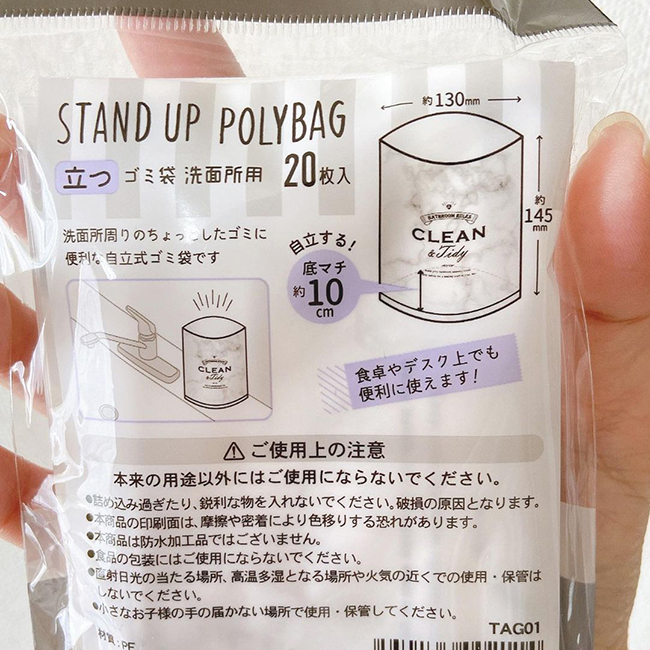 STAND UP POLYBAG
立つ ゴミ袋 洗面所用 20枚入
洗面所周りのちょっとしたゴミに
便利な自立式ゴミ袋です
約130mm
約145mm
CLEAN
& Tidy
自立する!
底マチ
約10cm
CLEAN
& Tidy
食卓やデスク上でも
便利に使えます!
⚠ ご使用上の注意
本来の用途以外にはご使用にならないでください。
●詰め込み過ぎたり、鋭利な物を入れないでください。破損の原因となります。
●本商品の印刷面は、摩擦や密着により色移りする恐れがあります。
●本商品は防水加工品ではございません。
●食品の包装にはご使用にならないでください。
●直射日光の当たる場所、高温多湿となる場所や火気の近くでの使用・保管は
しないでください。
●小さなお子様の手の届かない場所で使用・保管してください。
TAG01
材質:PE